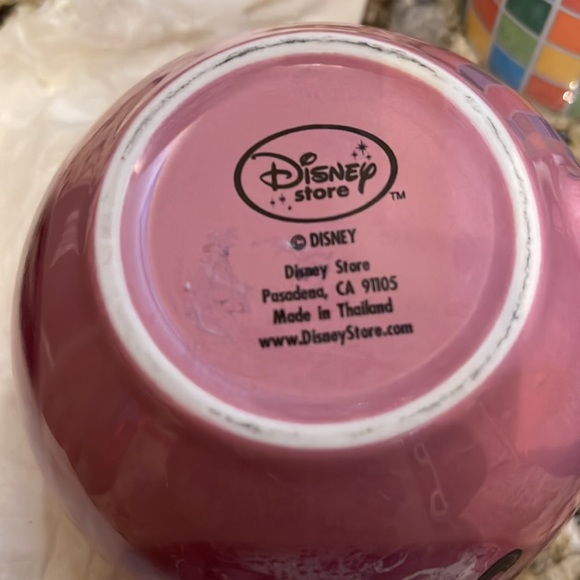 Disney
store ™
© DISNEY
Disney Store
Pasadena, CA 91105
Made in Thailand
www.DisneyStore.com